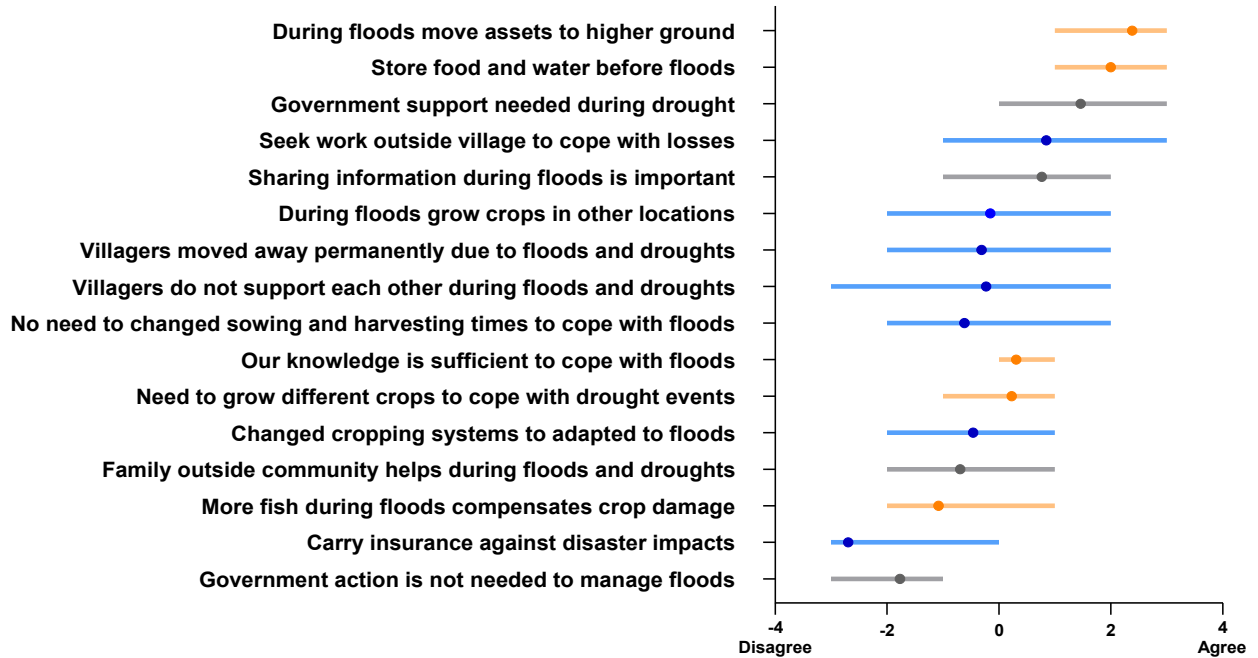 During floods move assets to higher ground
Store food and water before floods
Government support needed during drought
Seek work outside village to cope with losses
Sharing information during floods is important
During floods grow crops in other locations
Villagers moved away permanently due to floods and droughts
Villagers do not support each other during floods and droughts
No need to changed sowing and harvesting times to cope with floods
Our knowledge is sufficient to cope with floods
Need to grow different crops to cope with drought events
Changed cropping systems to adapted to floods
Family outside community helps during floods and droughts
More fish during floods compensates crop damage
Carry insurance against disaster impacts
Government action is not needed to manage floods
-4 -2 0 2 4
Disagree Agree